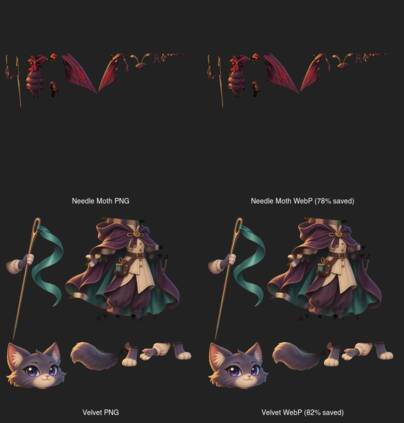 Needle Moth PNG
Needle Moth WebP (78% saved)
Velvet PNG
Velvet WebP (82% saved)